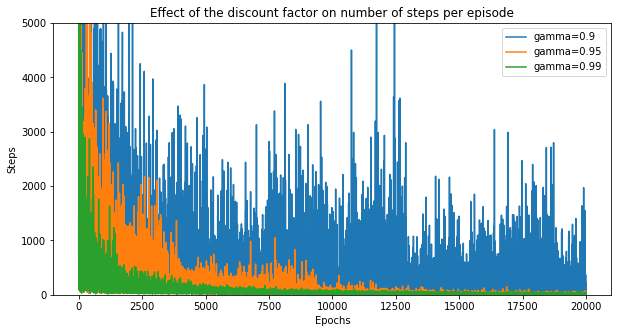 Effect of the discount factor on number of steps per episode
5000
4000
3000
2000
1000
0
Steps
gamma=0.9
gamma=0.95
gamma=0.99
0 2500 5000 7500 10000 12500 15000 17500 20000
Epochs